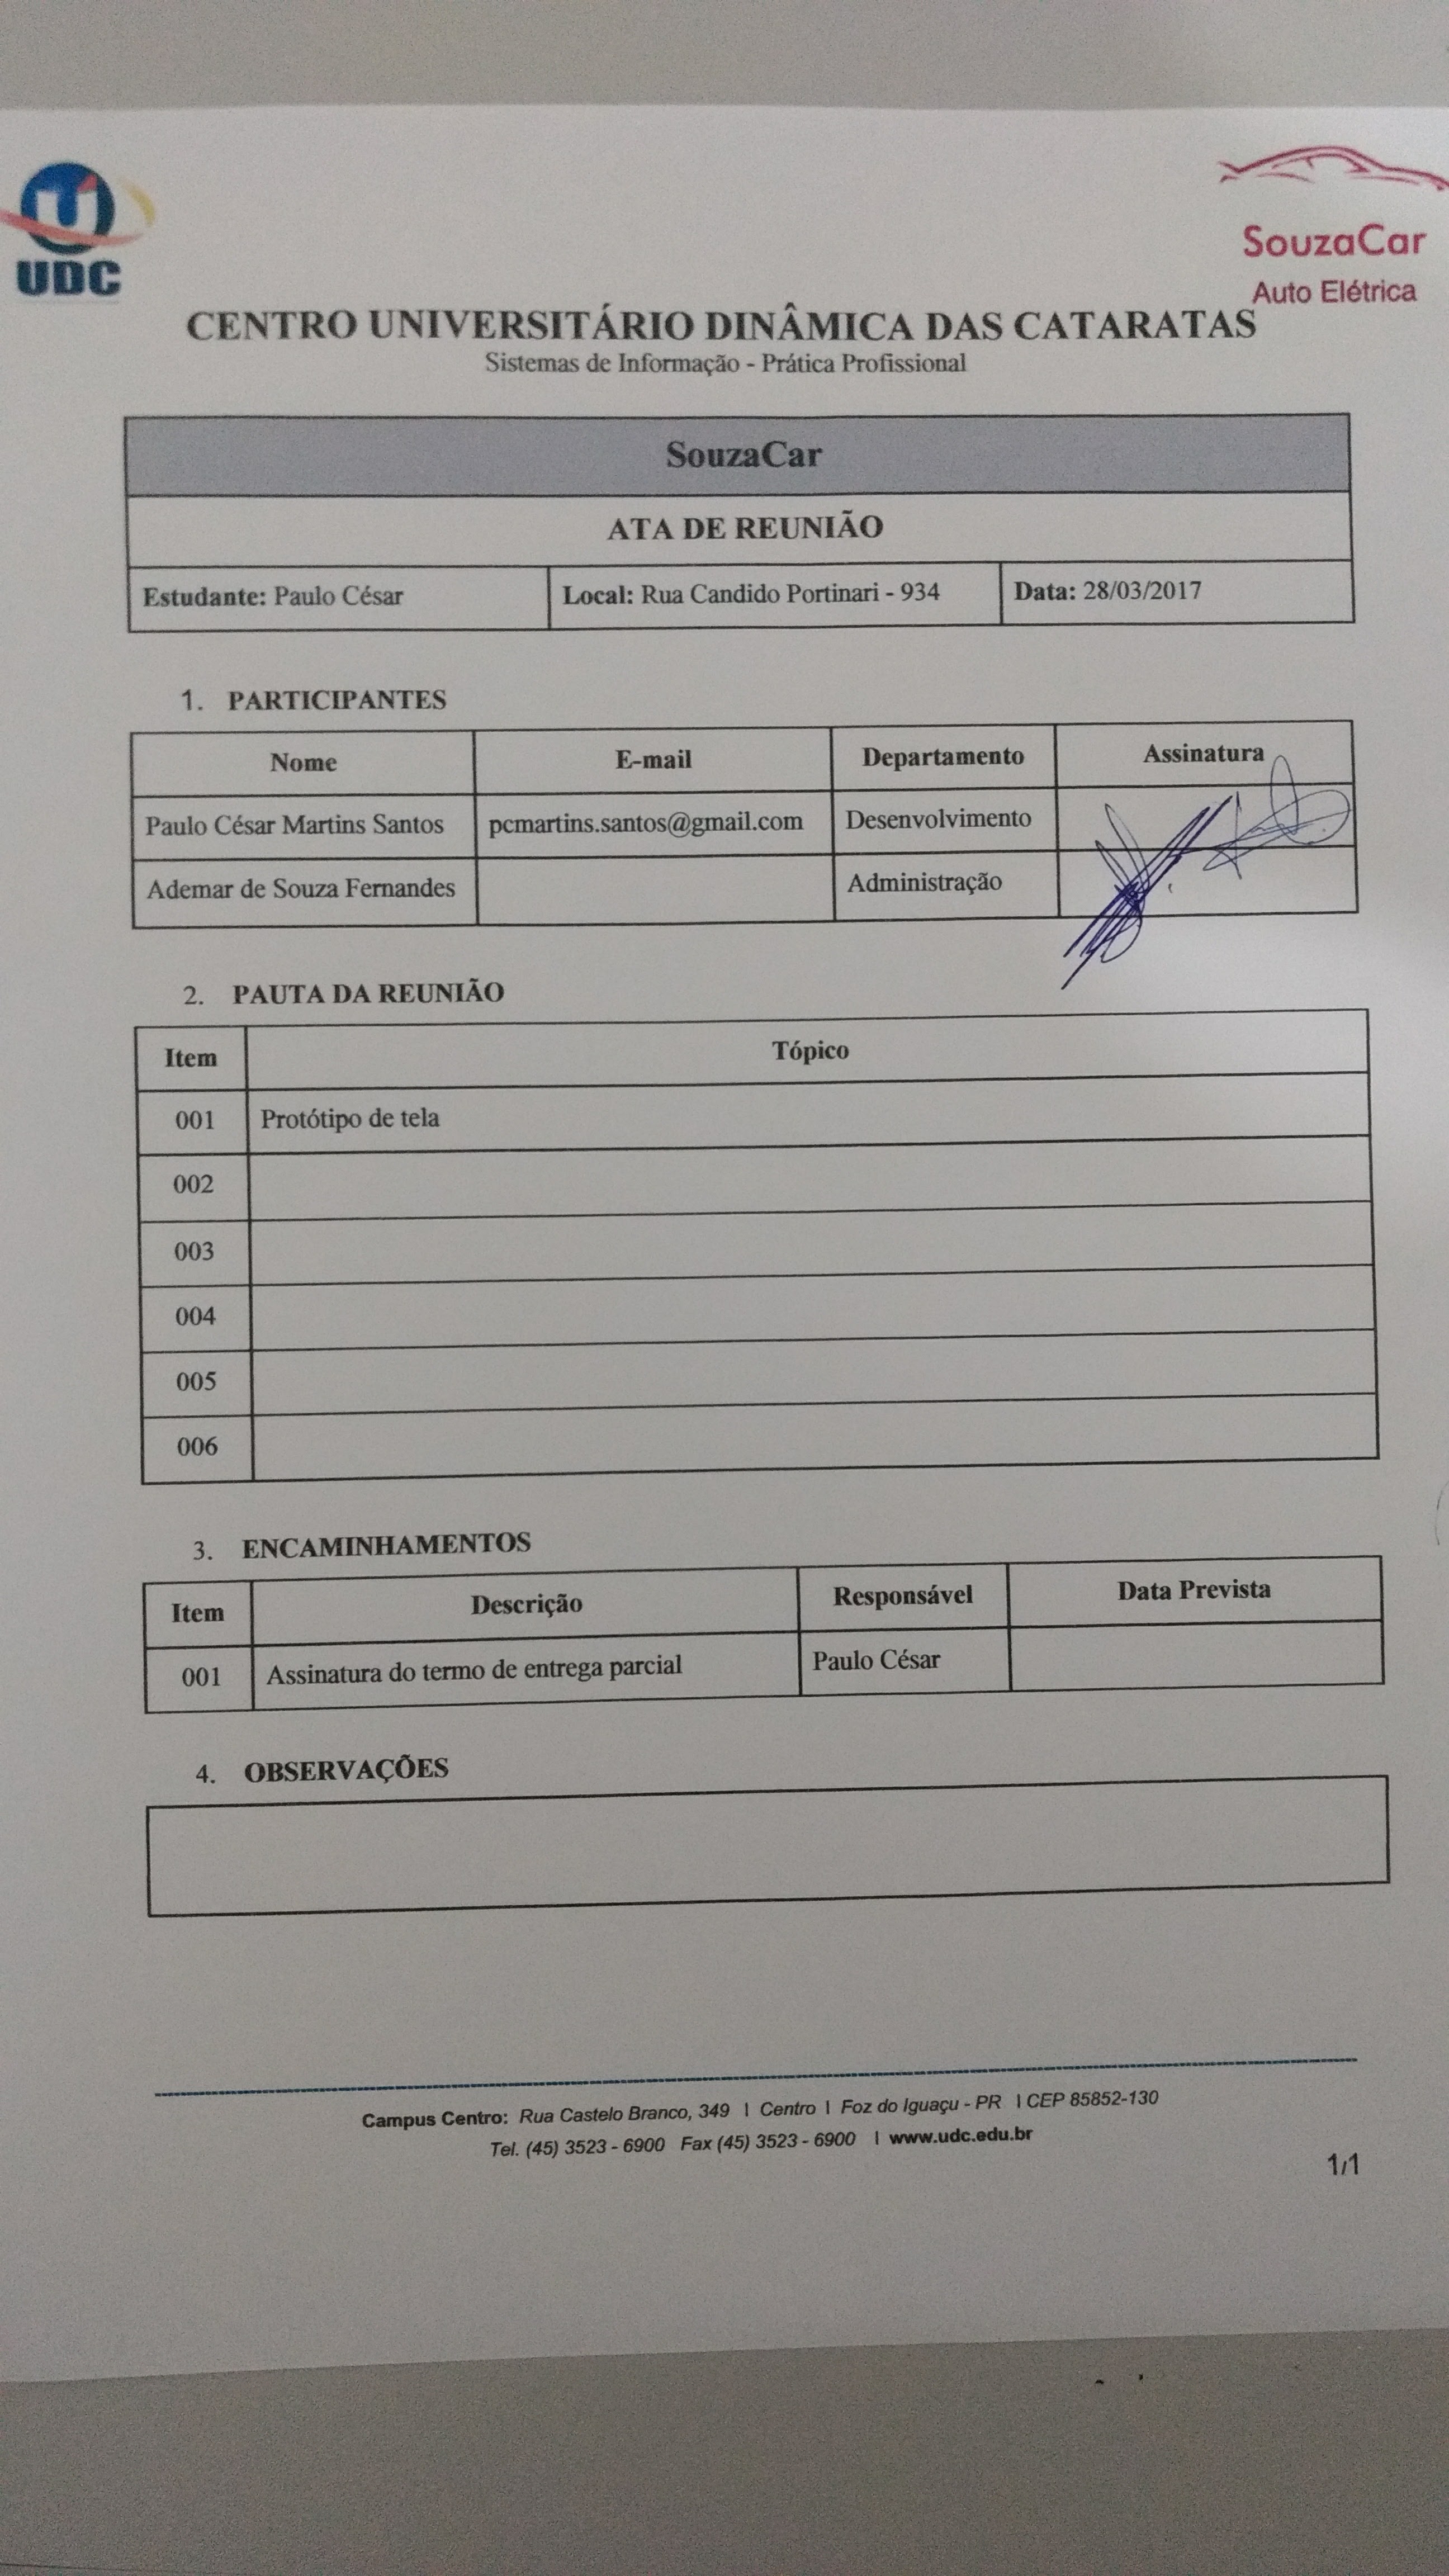 UDC
SouzaCar
Auto Elétrica
CENTRO UNIVERSITÁRIO DINÂMICA DAS CATARATAS
Sistemas de Informação - Prática Profissional
SouzaCar
ATA DE REUNIÃO
Estudante: Paulo César Local: Rua Candido Portinari - 934 Data: 28/03/2017
1. PARTICIPANTES
Nome E-mail Departamento Assinatura
Paulo César Martins Santos pcmartins.santos@gmail.com Desenvolvimento
Ademar de Souza Fernandes Administração
2. PAUTA DA REUNIÃO
Item Tópico
001 Protótipo de tela
002
003
004
005
006
3. ENCAMINHAMENTOS
Item Descrição Responsável Data Prevista
001 Assinatura do termo de entrega parcial Paulo César
4. OBSERVAÇÕES
Campus Centro: Rua Castelo Branco, 349 | Centro | Foz do Iguaçu - PR | CEP 85852-130
Tel. (45) 3523 - 6900 Fax (45) 3523 - 6900 | www.udc.edu.br
1/1